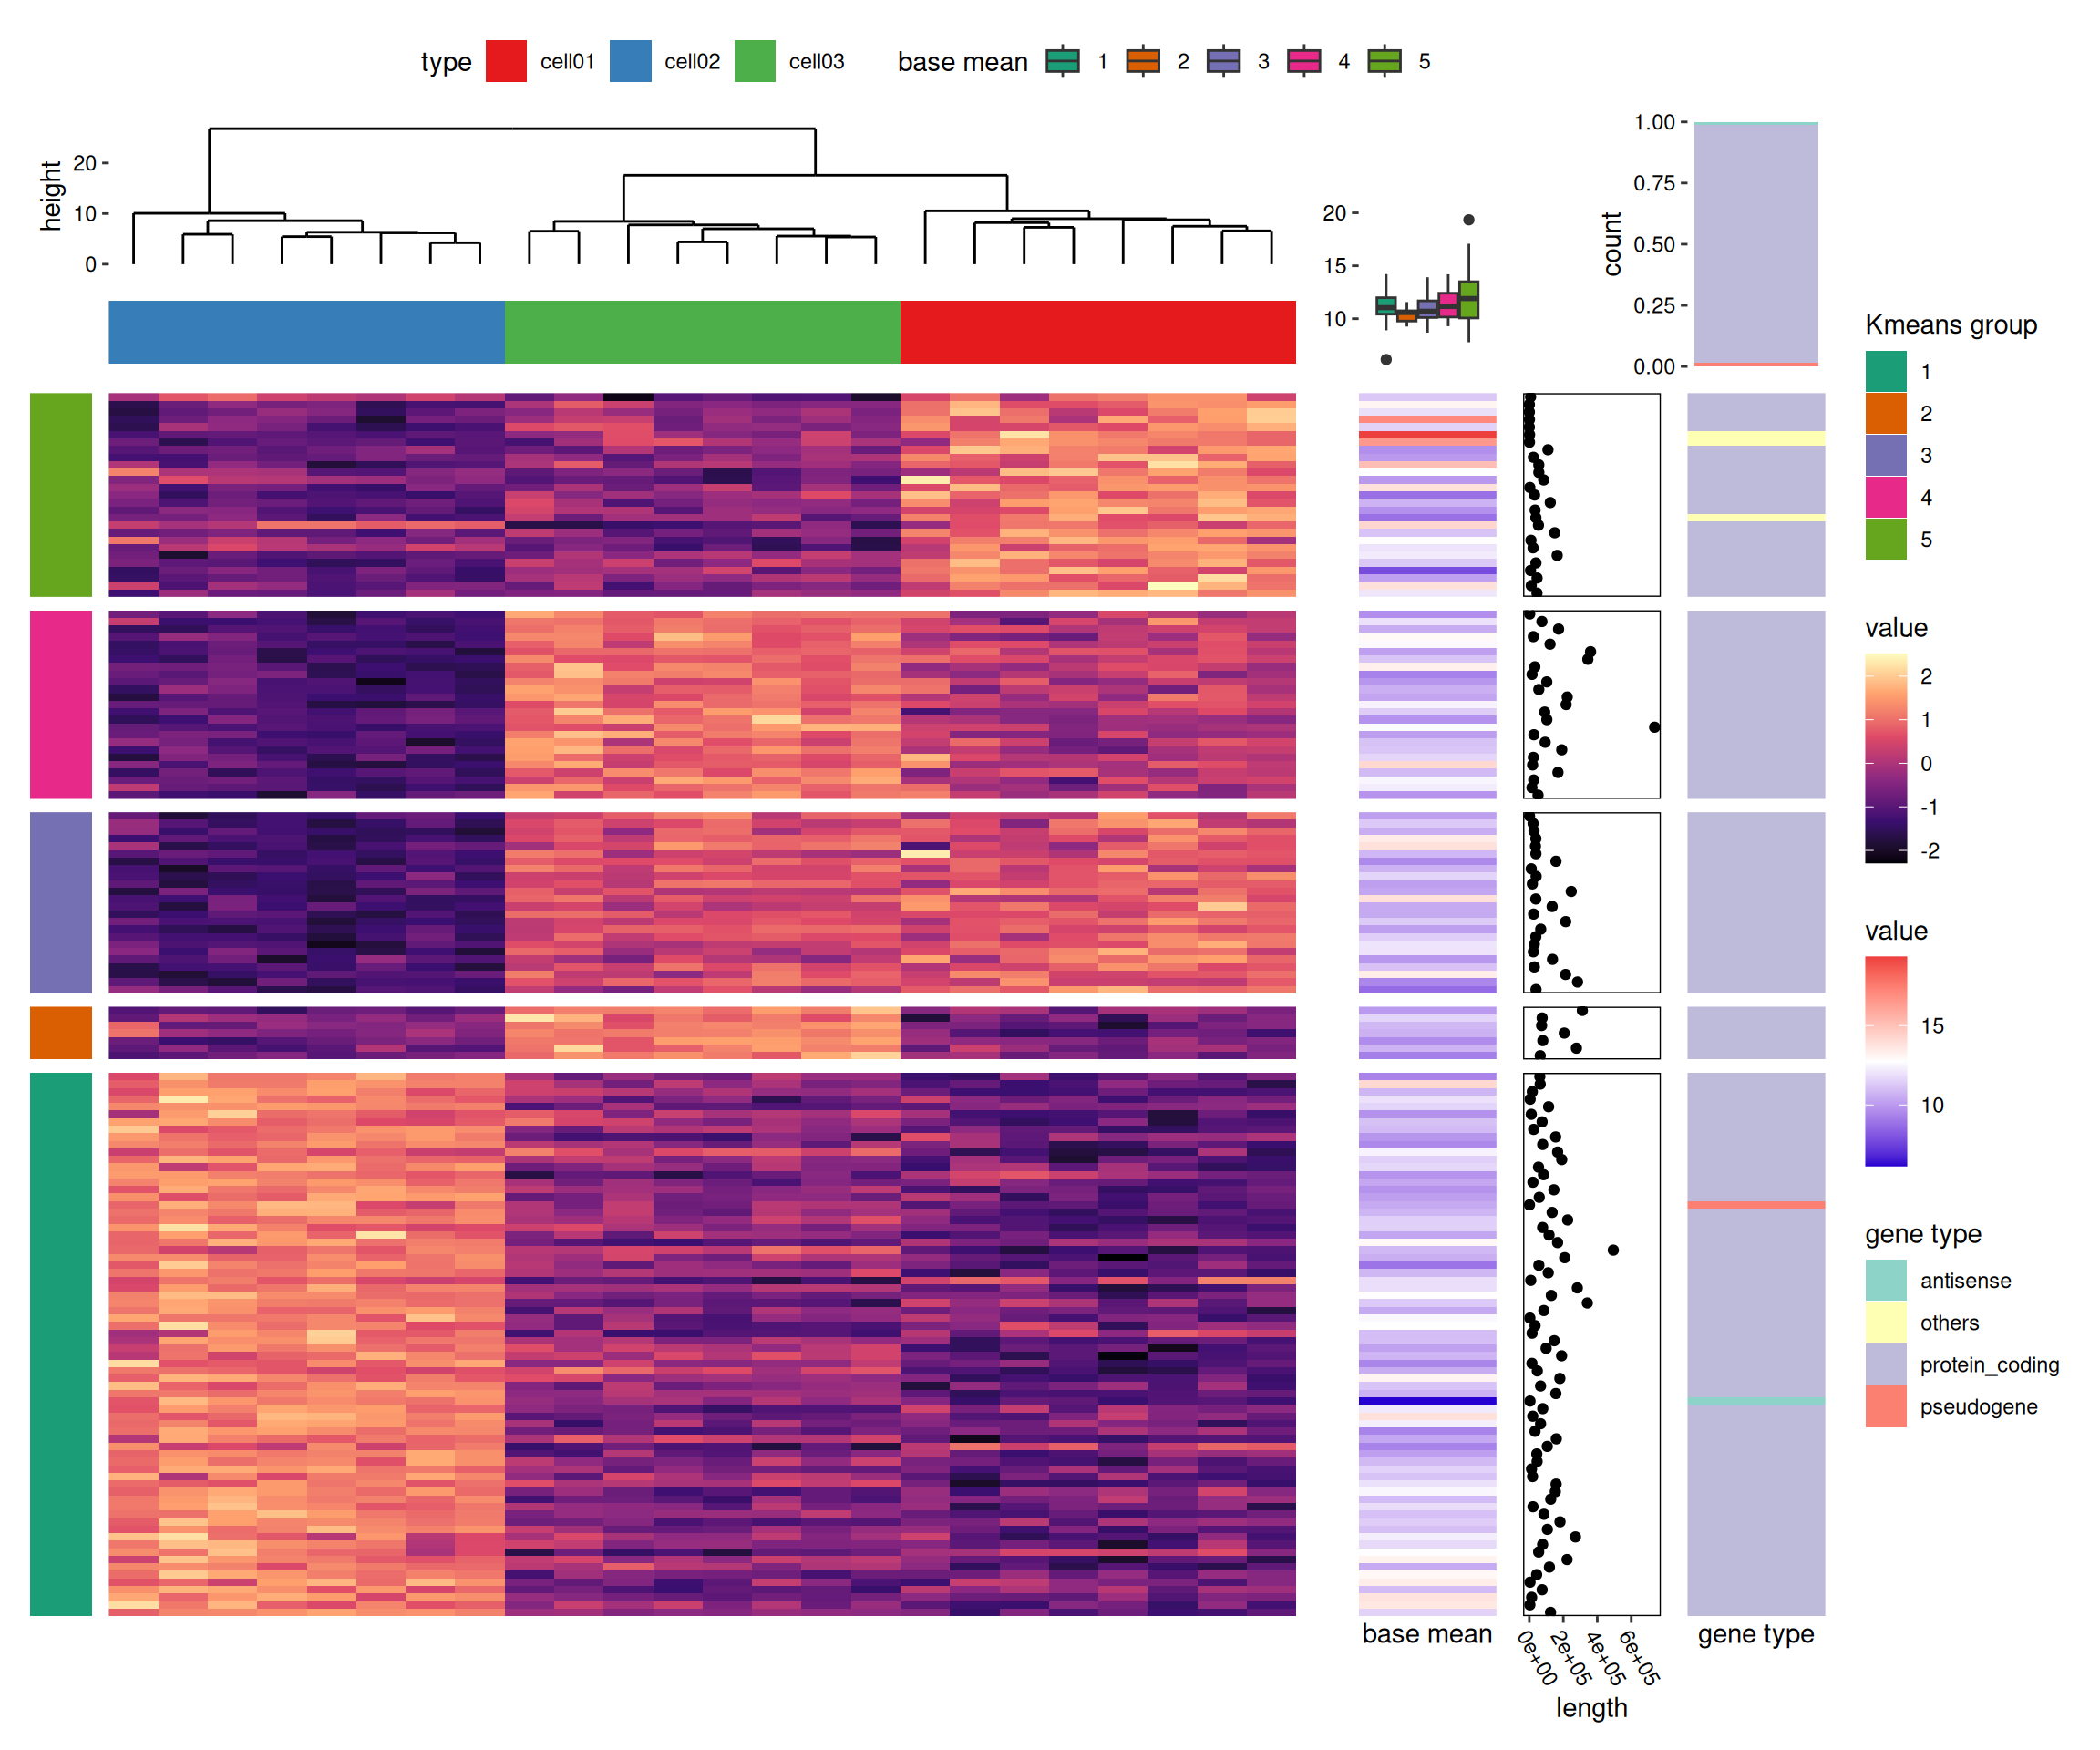 type cell01 cell02 cell03 base mean 1 2 3 4 5
height
20
10
0
20
15
10
count
1.00
0.75
0.50
0.25
0.00
Kmeans group
1
2
3
4
5
value
2
1
0
-1
-2
value
15
10
gene type
antisense
others
protein_coding
pseudogene
base mean
0e+00 2e+05 4e+05 6e+05
length
gene type